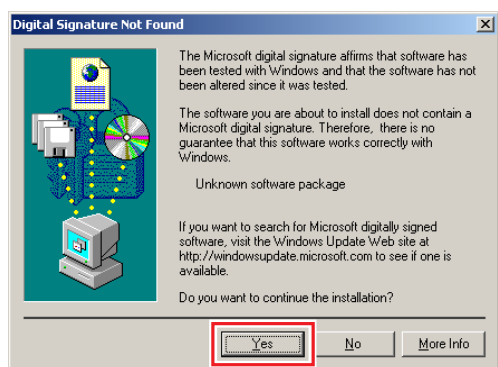 Digital Signature Not Found
The Microsoft digital signature affirms that software has
been tested with Windows and that the software has not
been altered since it was tested.
The software you are about to install does not contain a
Microsoft digital signature. Therefore, there is no
guarantee that this software works correctly with
Windows.
Unknown software package
If you want to search for Microsoft digitally signed
software, visit the Windows Update Web site at
http://windowsupdate.microsoft.com to see if one is
available.
Do you want to continue the installation?
Yes No More Info